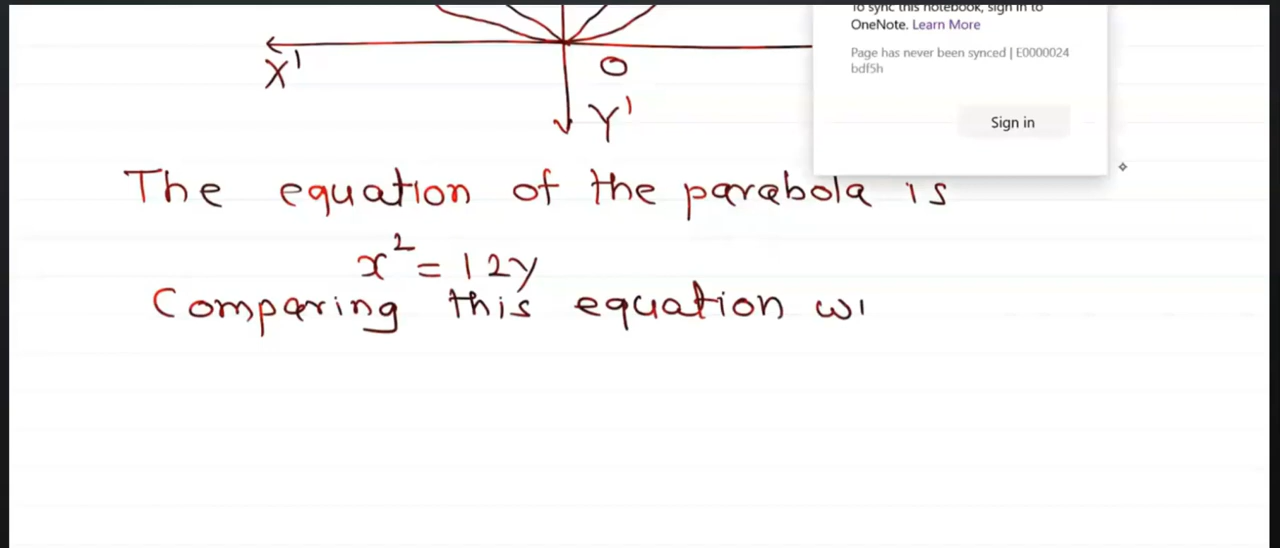 To sync this notebook, sign in to
OneNote. Learn More
Page has never been synced | E0000024
bdf5h
Sign in
X'
O
Y'
The equation of the parabola is
x² = 12y
Comparing this equation wi